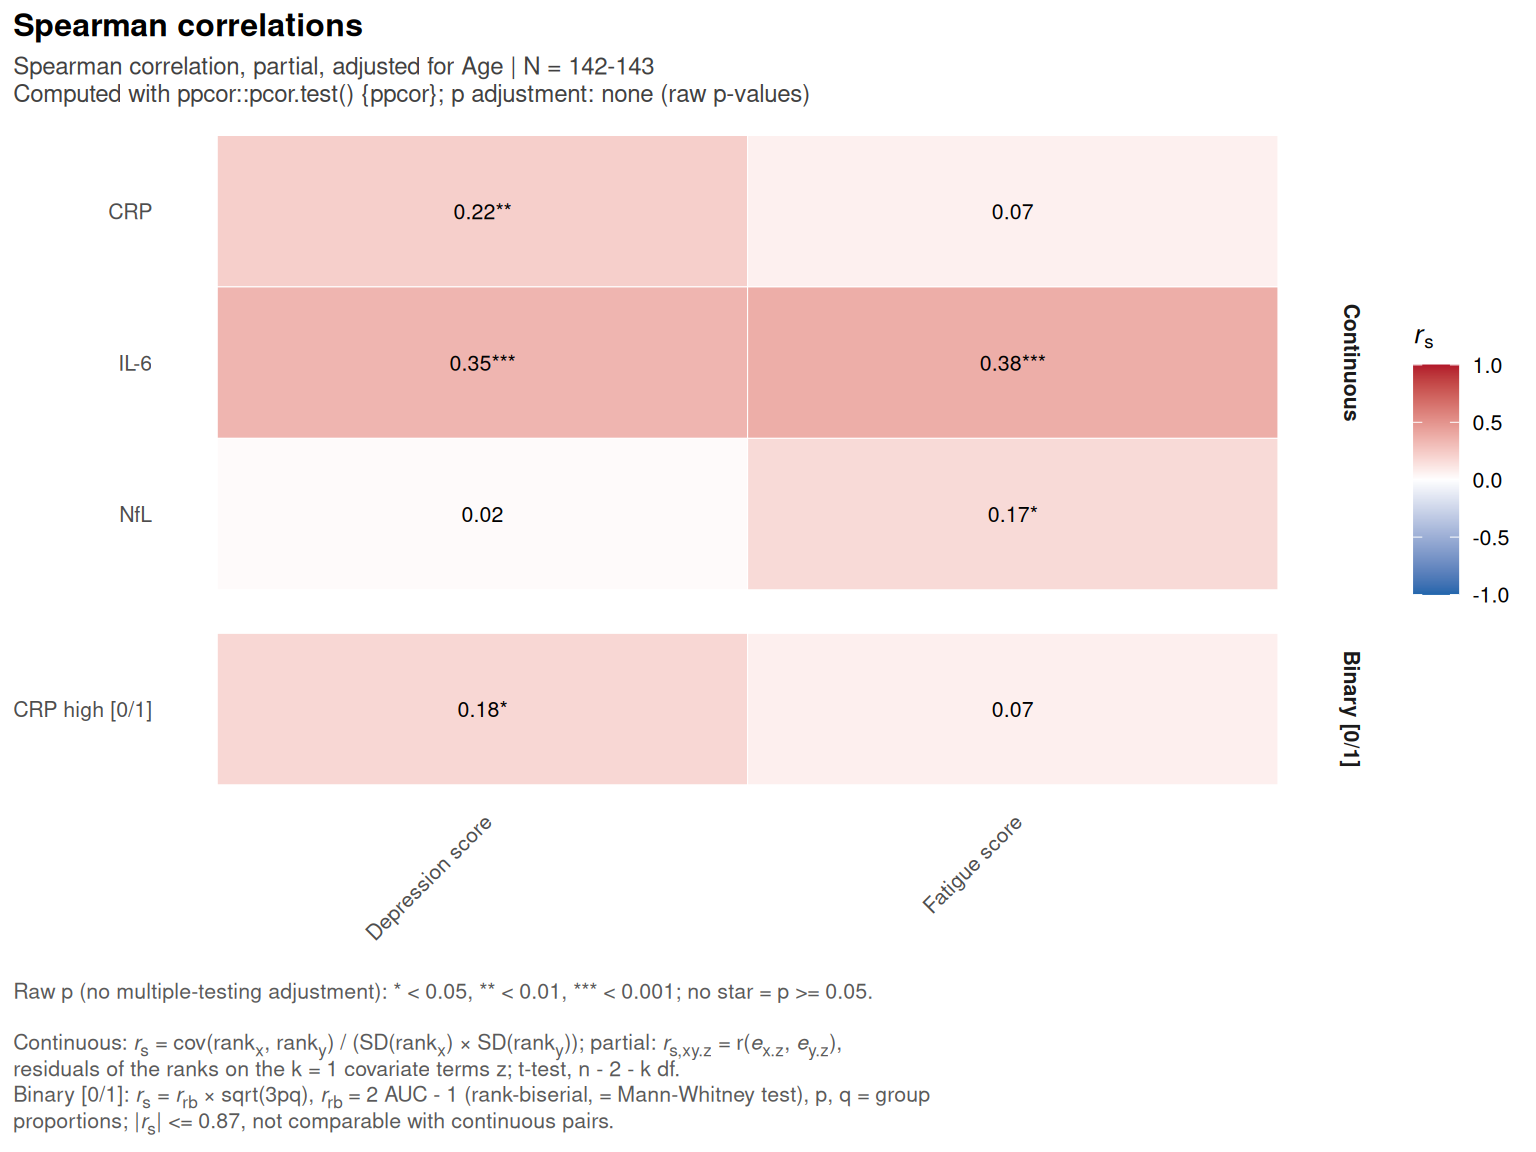 Spearman correlations
Spearman correlation, partial, adjusted for Age | N = 142-143
Computed with ppcor::pcor.test() {ppcor}; p adjustment: none (raw p-values)
CRP
0.22**
0.07
IL-6
0.35***
0.38***
NfL
0.02
0.17*
CRP high [0/1]
0.18*
0.07
Continuous
Binary [0/1]
rs
1.0
0.5
0.0
-0.5
-1.0
Depression score
Fatigue score
Raw p (no multiple-testing adjustment): * < 0.05, ** < 0.01, *** < 0.001; no star = p >= 0.05.
Continuous: rs = cov(rankx, ranky) / (SD(rankx) × SD(ranky)); partial: rs,xy.z = r(ex.z, ey.z),
residuals of the ranks on the k = 1 covariate terms z; t-test, n - 2 - k df.
Binary [0/1]: rs = rrb × sqrt(3pq), rrb = 2 AUC - 1 (rank-biserial, = Mann-Whitney test), p, q = group
proportions; |rs| <= 0.87, not comparable with continuous pairs.